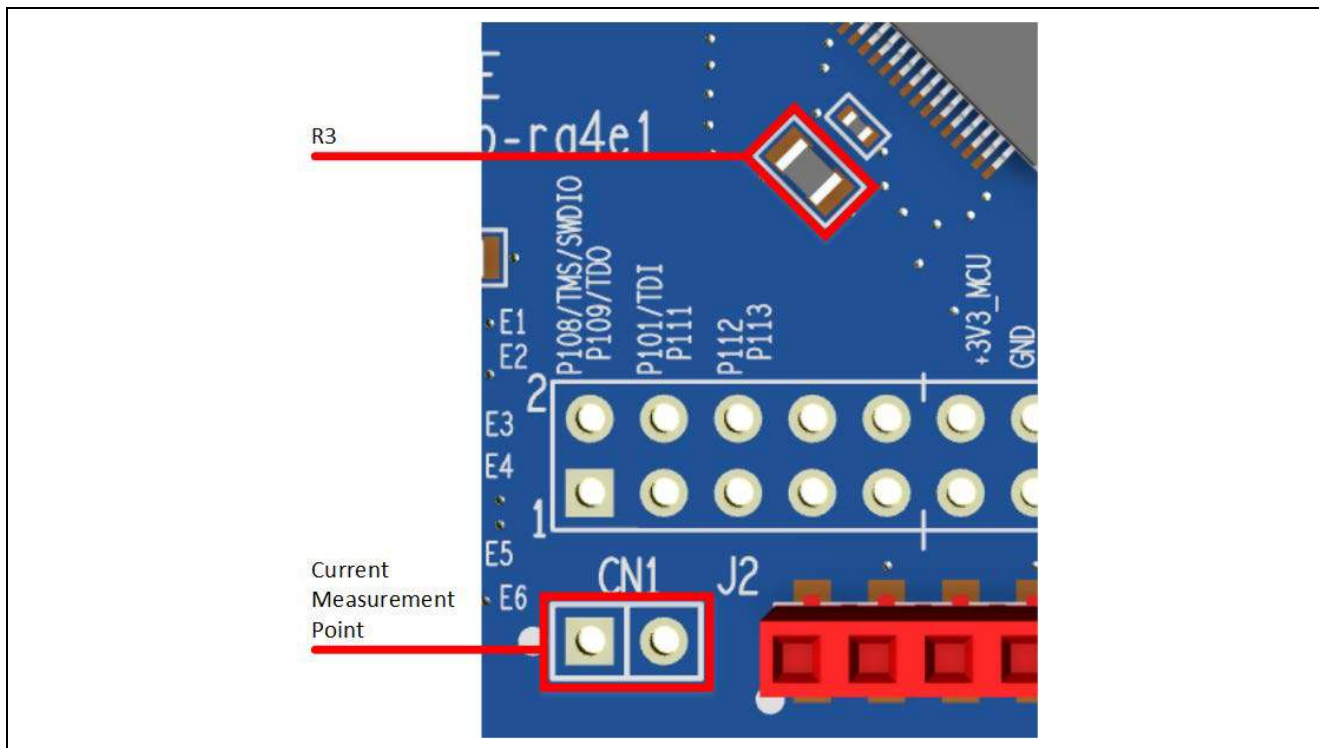 R3
-ra4e1
P108/TMS/SWDIO
P109/TDO
P101/TDI
P111
P112
P113
+3V3_MCU
GND
E1
E2
2
E3
E4
1
E5
CN1
J2
E6
Current
Measurement
Point